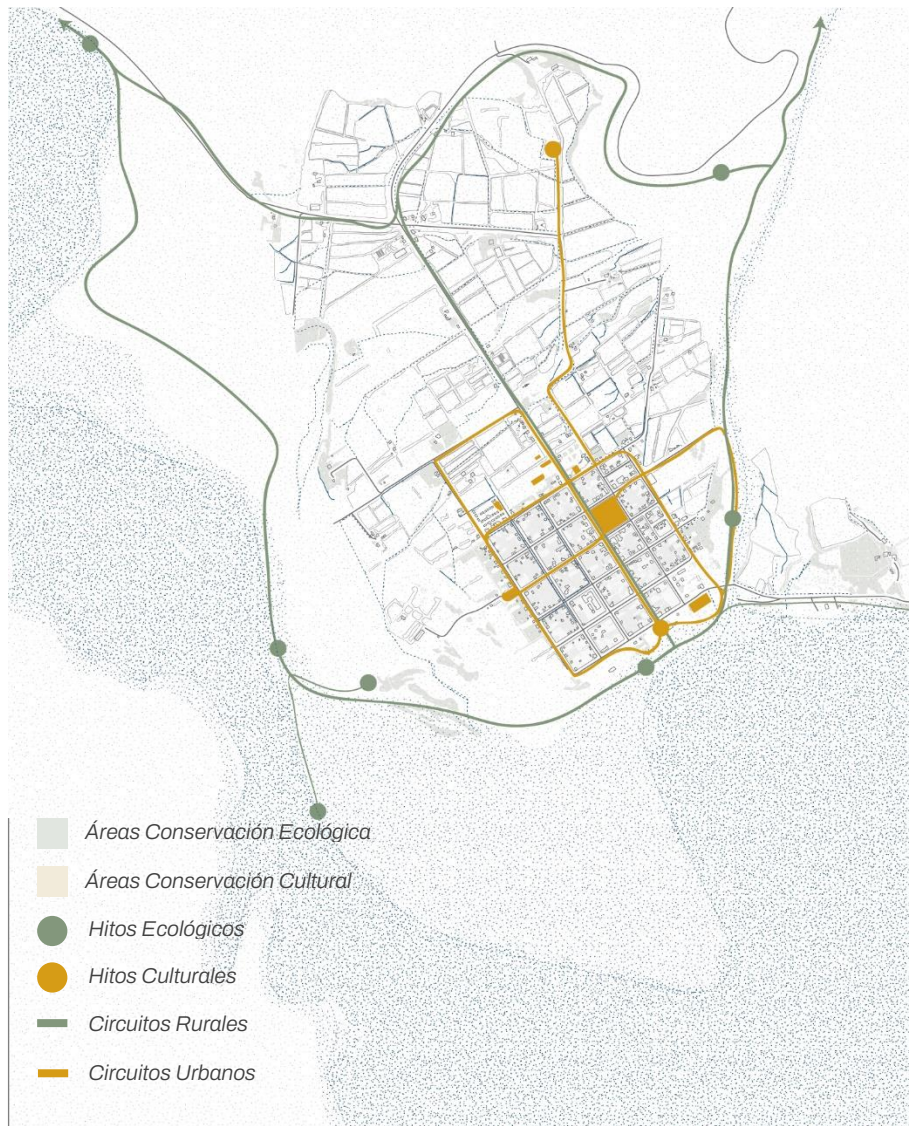 Áreas Conservación Ecológica
Áreas Conservación Cultural
Hitos Ecológicos
Hitos Culturales
Circuitos Rurales
Circuitos Urbanos